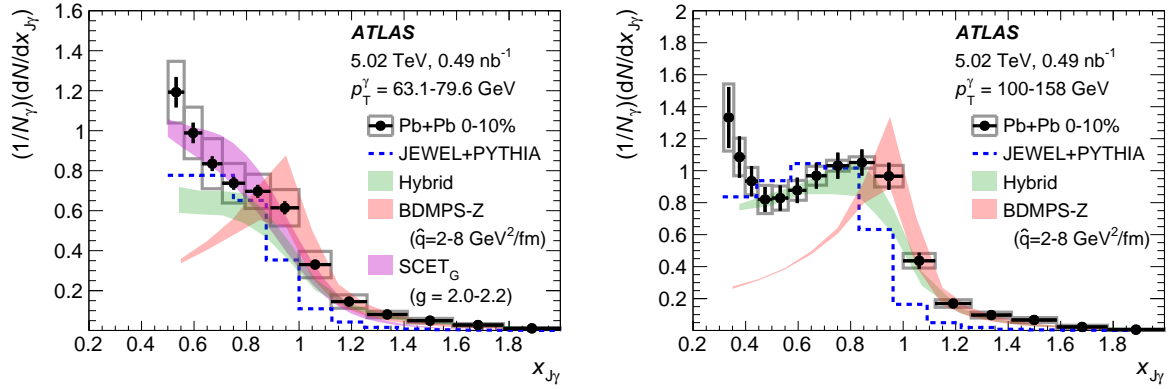 ATLAS
5.02 TeV, 0.49 nb⁻¹
p_T^γ = 63.1-79.6 GeV
Pb+Pb 0-10%
JEWEL+PYTHIA
Hybrid
BDMPS-Z
(q̂=2-8 GeV²/fm)
SCET_G
(g = 2.0-2.2)
(1/N_γ)(dN/dx_Jγ)
1.6
1.4
1.2
1
0.8
0.6
0.4
0.2
0.2 0.4 0.6 0.8 1 1.2 1.4 1.6 1.8
x_Jγ
ATLAS
5.02 TeV, 0.49 nb⁻¹
p_T^γ = 100-158 GeV
Pb+Pb 0-10%
JEWEL+PYTHIA
Hybrid
BDMPS-Z
(q̂=2-8 GeV²/fm)
(1/N_γ)(dN/dx_Jγ)
2
1.8
1.6
1.4
1.2
1
0.8
0.6
0.4
0.2
0.2 0.4 0.6 0.8 1 1.2 1.4 1.6 1.8
x_Jγ